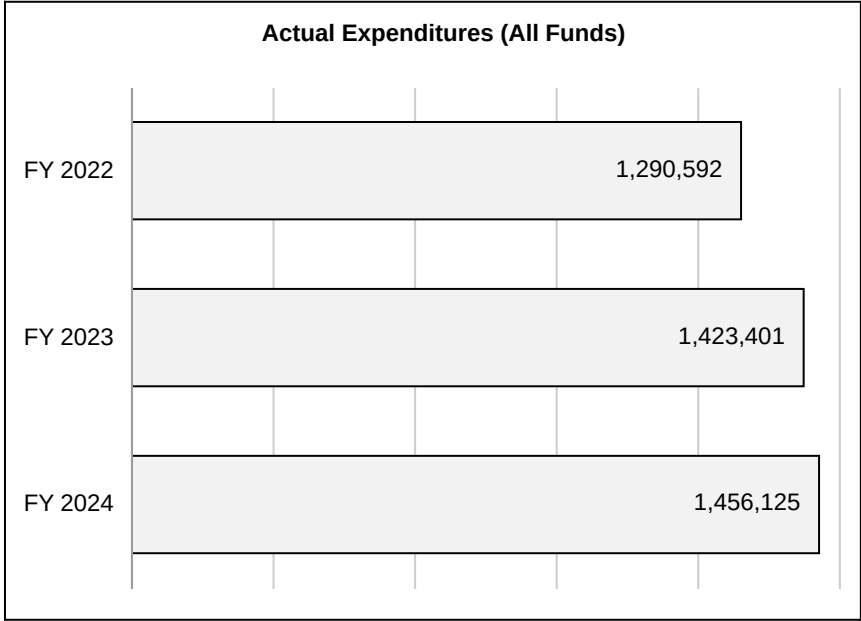 Actual Expenditures (All Funds)
FY 2022 1,290,592
FY 2023 1,423,401
FY 2024 1,456,125